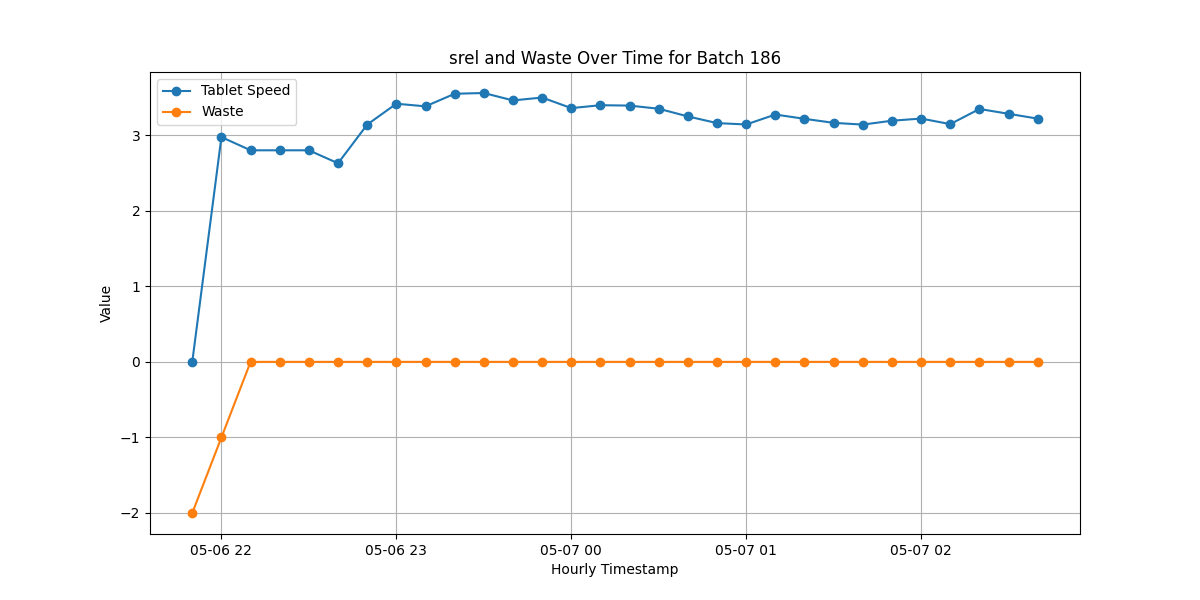 srel and Waste Over Time for Batch 186
Tablet Speed
Waste
3
2
1
0
−1
−2
Value
05-06 22
05-06 23
05-07 00
05-07 01
05-07 02
Hourly Timestamp